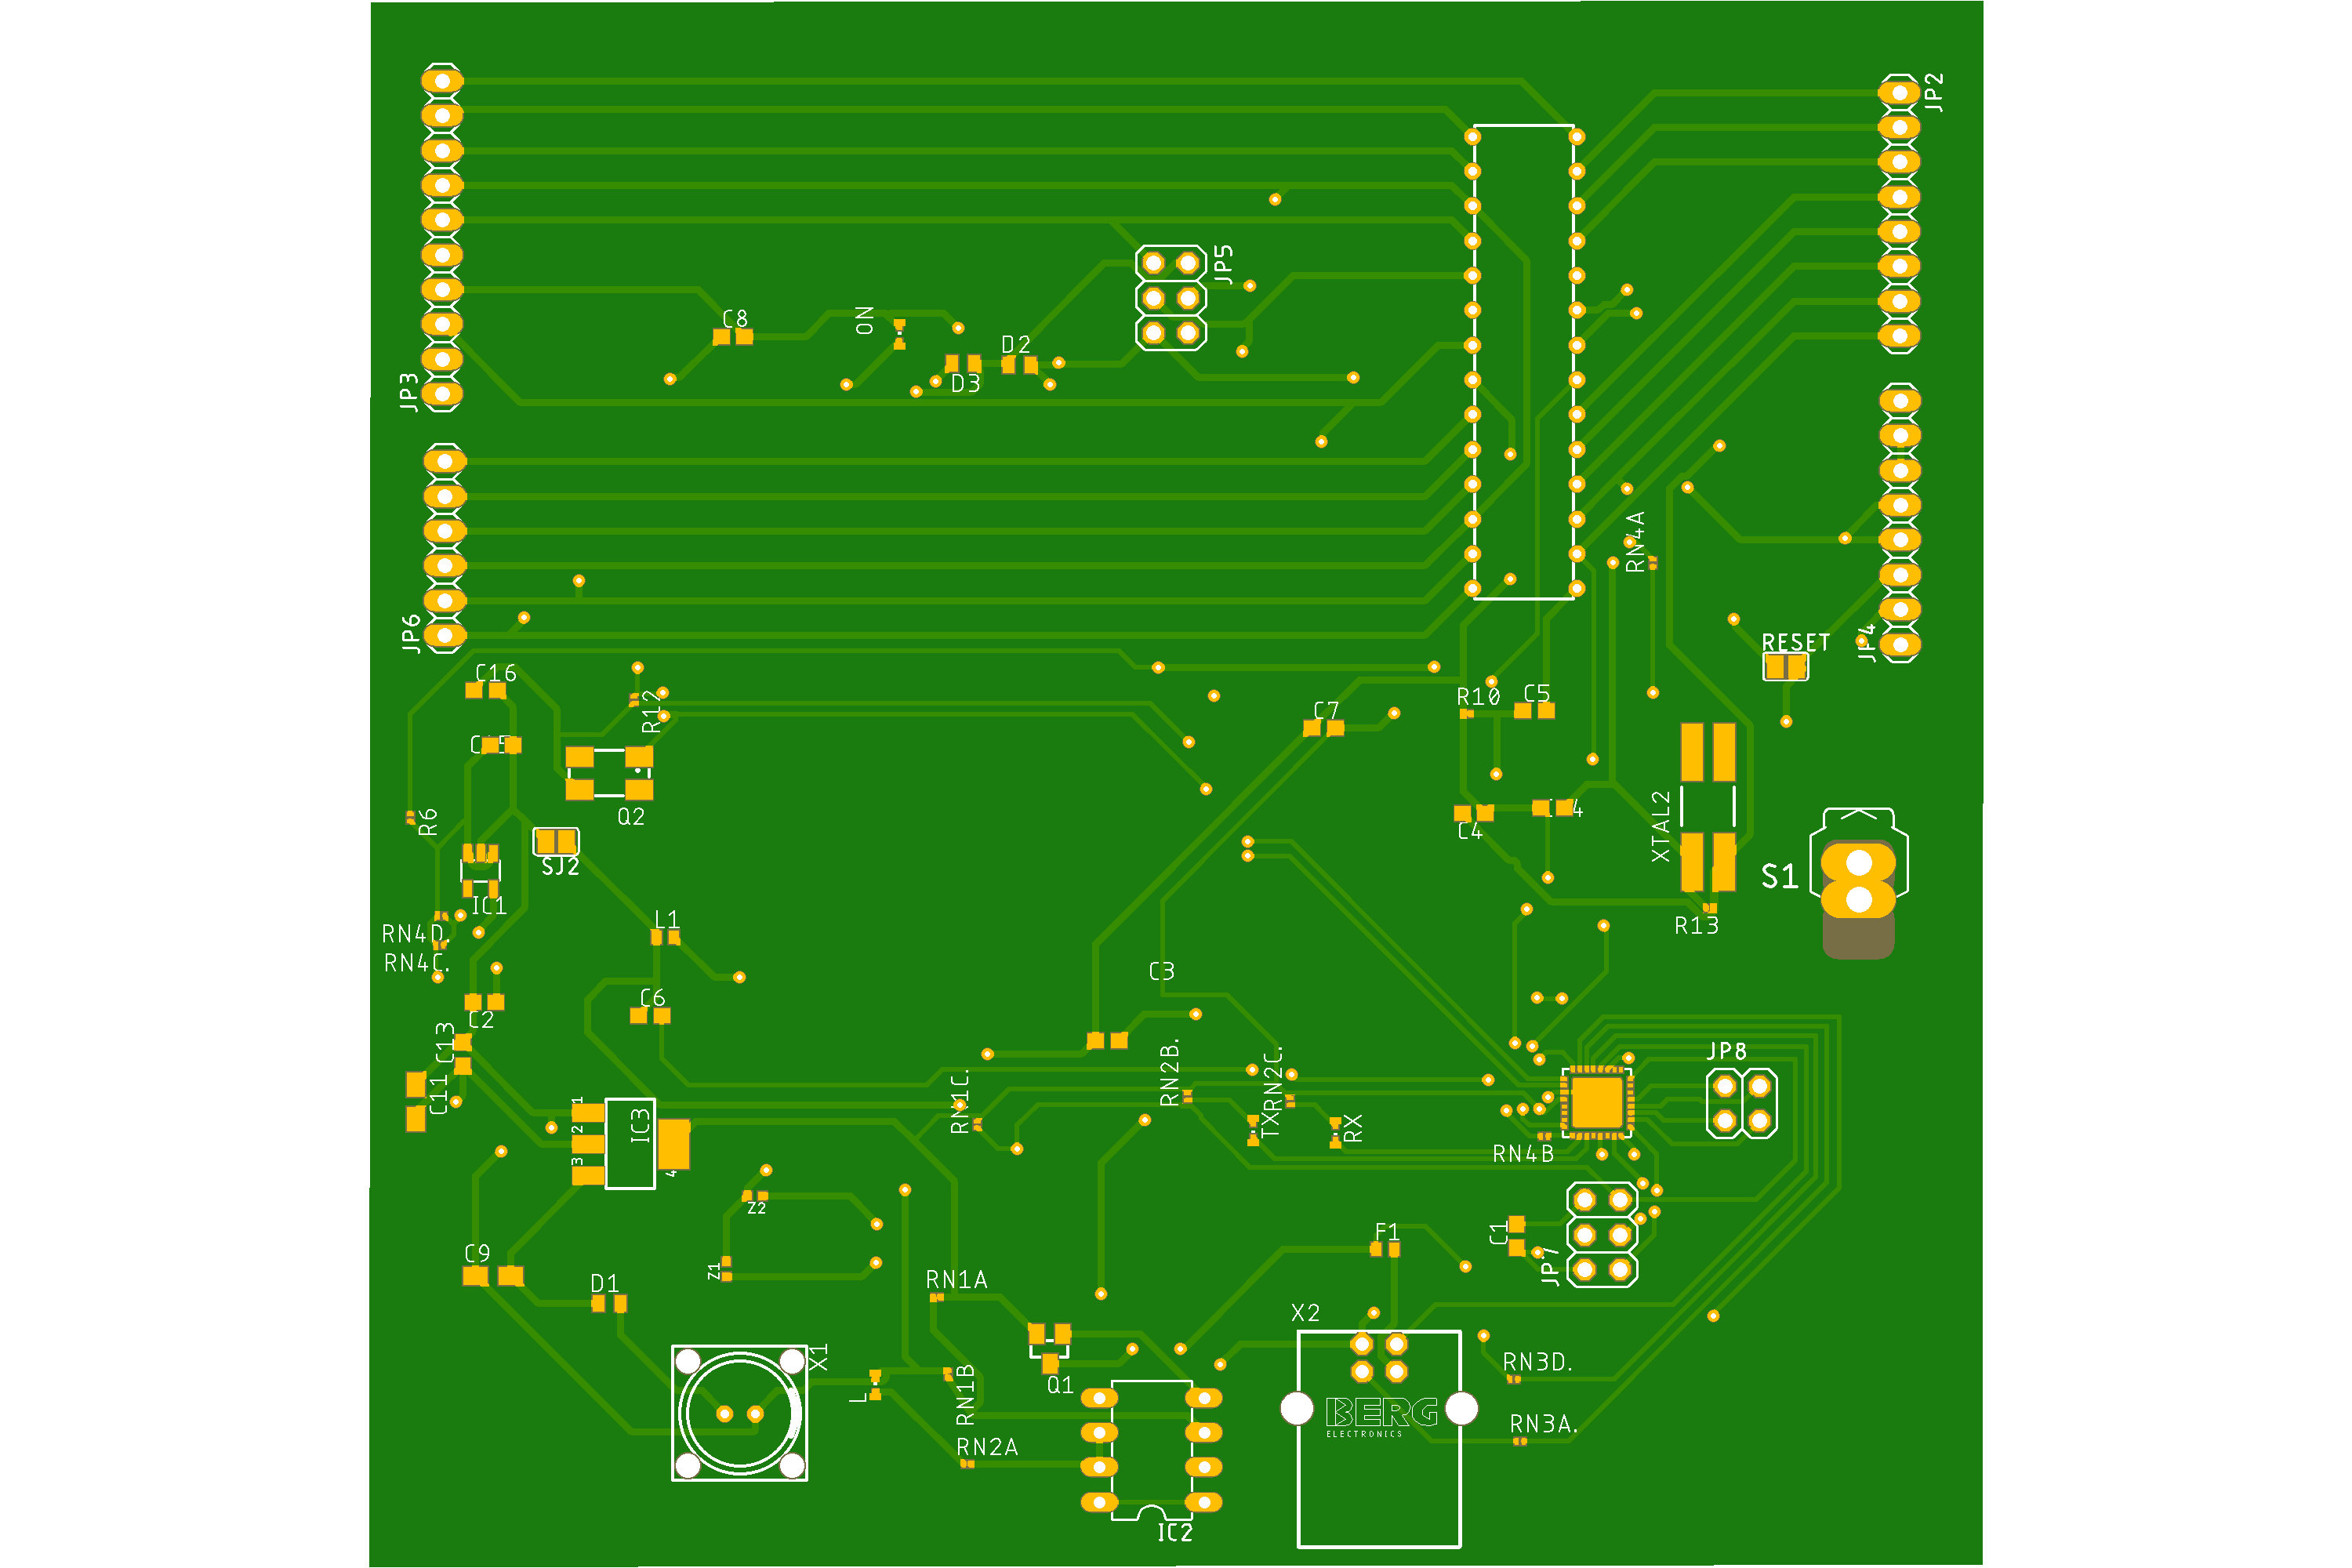 JP2
JP5
C8
ON
D2
D3
JP3
RN4A
JP6
RESET
JP4
C16
R12
R10
C5
C7
Q2
R6
C4
XTAL2
SJ2
S1
IC1
L1
R13
RN4D.
RN4C.
C3
C6
C2
C13
JP8
RN2B.
RN2C.
RN1C.
C11
1
IC3
TX
RX
2
3
4
RN4B
Z2
F1
C1
C9
Z1
JP7
D1
RN1A
X2
X1
RN3D.
Q1
L
RN1B
BERG
ELECTRONICS
RN3A.
RN2A
IC2